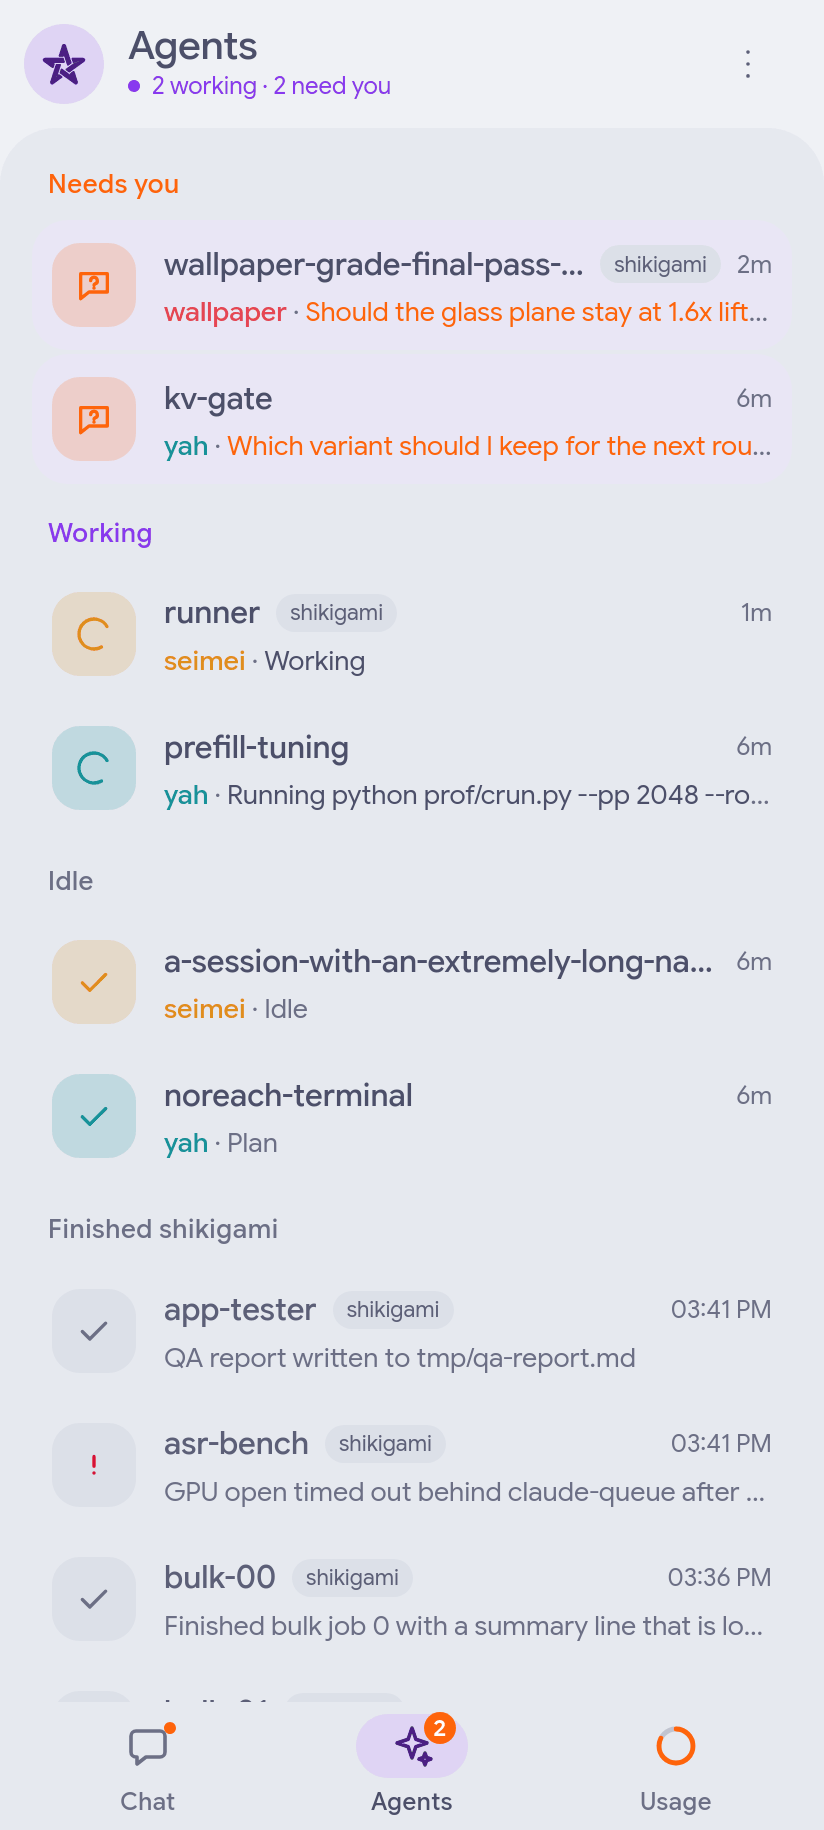 Agents
2 working · 2 need you
Needs you
wallpaper-grade-final-pass-... shikigami 2m
wallpaper · Should the glass plane stay at 1.6x lift...
kv-gate 6m
yah · Which variant should I keep for the next rou...
Working
runner shikigami 1m
seimei · Working
prefill-tuning 6m
yah · Running python prof/crun.py --pp 2048 --ro...
Idle
a-session-with-an-extremely-long-na... 6m
seimei · Idle
noreach-terminal 6m
yah · Plan
Finished shikigami
app-tester shikigami 03:41 PM
QA report written to tmp/qa-report.md
asr-bench shikigami 03:41 PM
GPU open timed out behind claude-queue after ...
bulk-00 shikigami 03:36 PM
Finished bulk job 0 with a summary line that is lo...
2
Chat Agents Usage